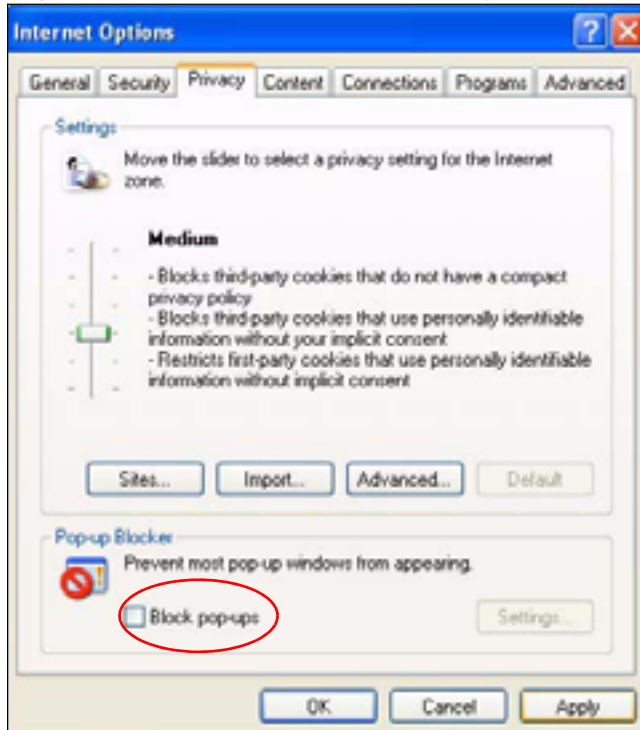 Internet Options
General Security Privacy Content Connections Programs Advanced
Settings
Move the slider to select a privacy setting for the Internet
zone.
Medium
- Blocks third-party cookies that do not have a compact
privacy policy
- Blocks third-party cookies that use personally identifiable
information without your implicit consent
- Restricts first-party cookies that use personally identifiable
information without implicit consent
Sites... Import... Advanced... Default
Pop-up Blocker
Prevent most pop-up windows from appearing.
Block pop-ups Settings...
OK Cancel Apply